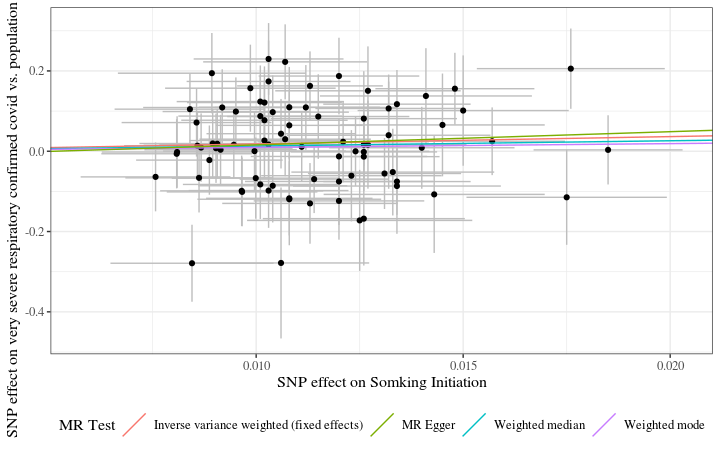 SNP effect on very severe respiratory confirmed covid vs. population
0.2
0.0
-0.2
-0.4
0.010
0.015
0.020
SNP effect on Somking Initiation
MR Test
Inverse variance weighted (fixed effects)
MR Egger
Weighted median
Weighted mode